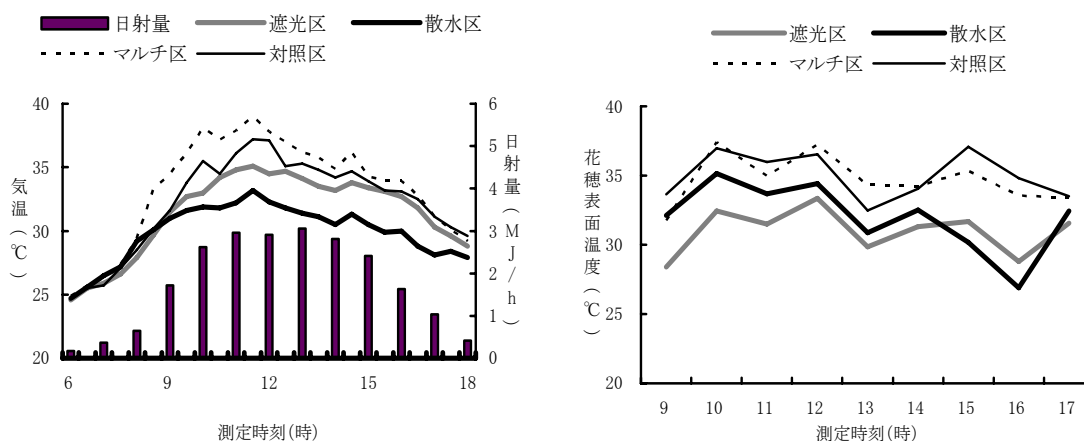 日射量 遮光区 散水区
マルチ区 対照区
40
35
30
25
20
気温(℃)
6
5
4
3
2
1
0
日射量(MJ/h)
6 9 12 15 18
測定時刻(時)
遮光区 散水区
マルチ区 対照区
40
35
30
25
20
花穂表面温度(℃)
9 10 11 12 13 14 15 16 17
測定時刻(時)